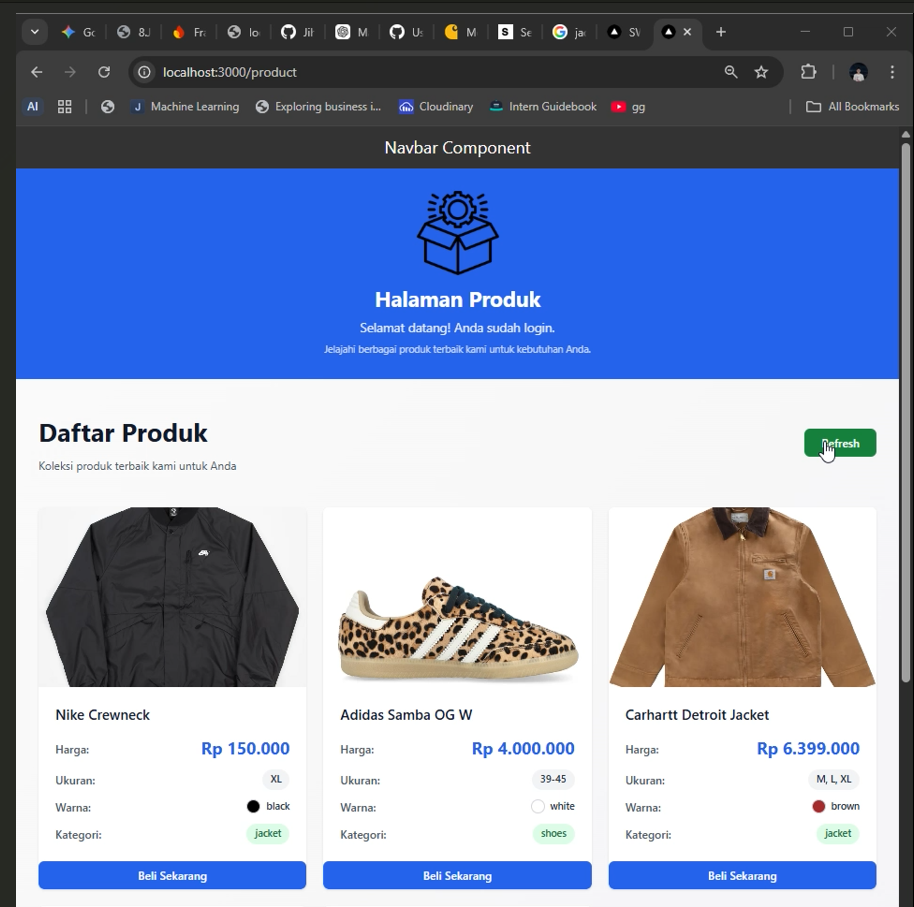 Gc
8.
Fra
lo
Jil
M
Us
M
Se
ja
SV
localhost:3000/product
AI
J Machine Learning
Exploring business i...
Cloudinary
Intern Guidebook
gg
All Bookmarks
Navbar Component
Halaman Produk
Selamat datang! Anda sudah login.
Jelajahi berbagai produk terbaik kami untuk kebutuhan Anda.
Daftar Produk
Refresh
Koleksi produk terbaik kami untuk Anda
Nike Crewneck
Harga: Rp 150.000
Ukuran: XL
Warna: black
Kategori: jacket
Beli Sekarang
Adidas Samba OG W
Harga: Rp 4.000.000
Ukuran: 39-45
Warna: white
Kategori: shoes
Beli Sekarang
Carhartt Detroit Jacket
Harga: Rp 6.399.000
Ukuran: M, L, XL
Warna: brown
Kategori: jacket
Beli Sekarang